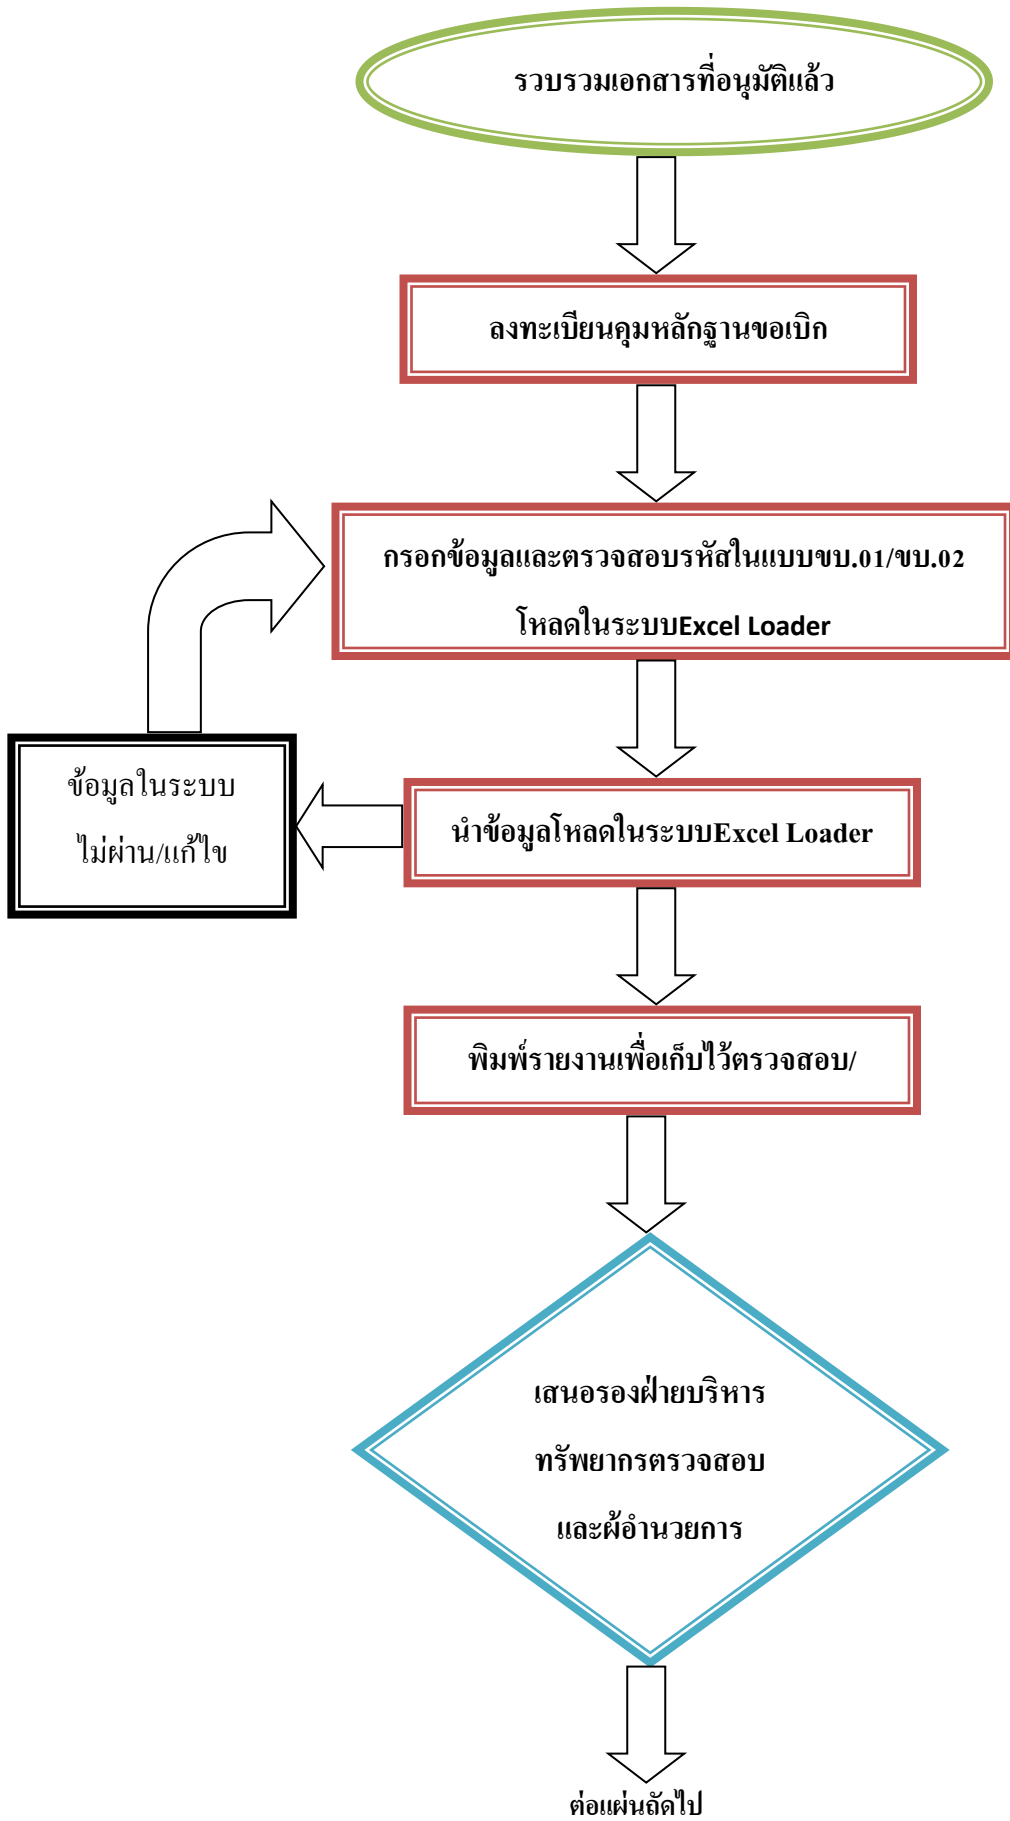 รวบรวมเอกสารที่อนุมัติแล้ว
ลงทะเบียนคุมหลักฐานขอเบิก
กรอกข้อมูลและตรวจสอบรหัสในแบบขบ.01/ขบ.02
โหลดในระบบExcel Loader
ข้อมูลในระบบ
ไม่ผ่าน/แก้ไข
นำข้อมูลโหลดในระบบExcel Loader
พิมพ์รายงานเพื่อเก็บไว้ตรวจสอบ/
เสนอรองฝ่ายบริหาร
ทรัพยากรตรวจสอบ
และผ้อำนวยการ
ต่อแผ่นถัดไป